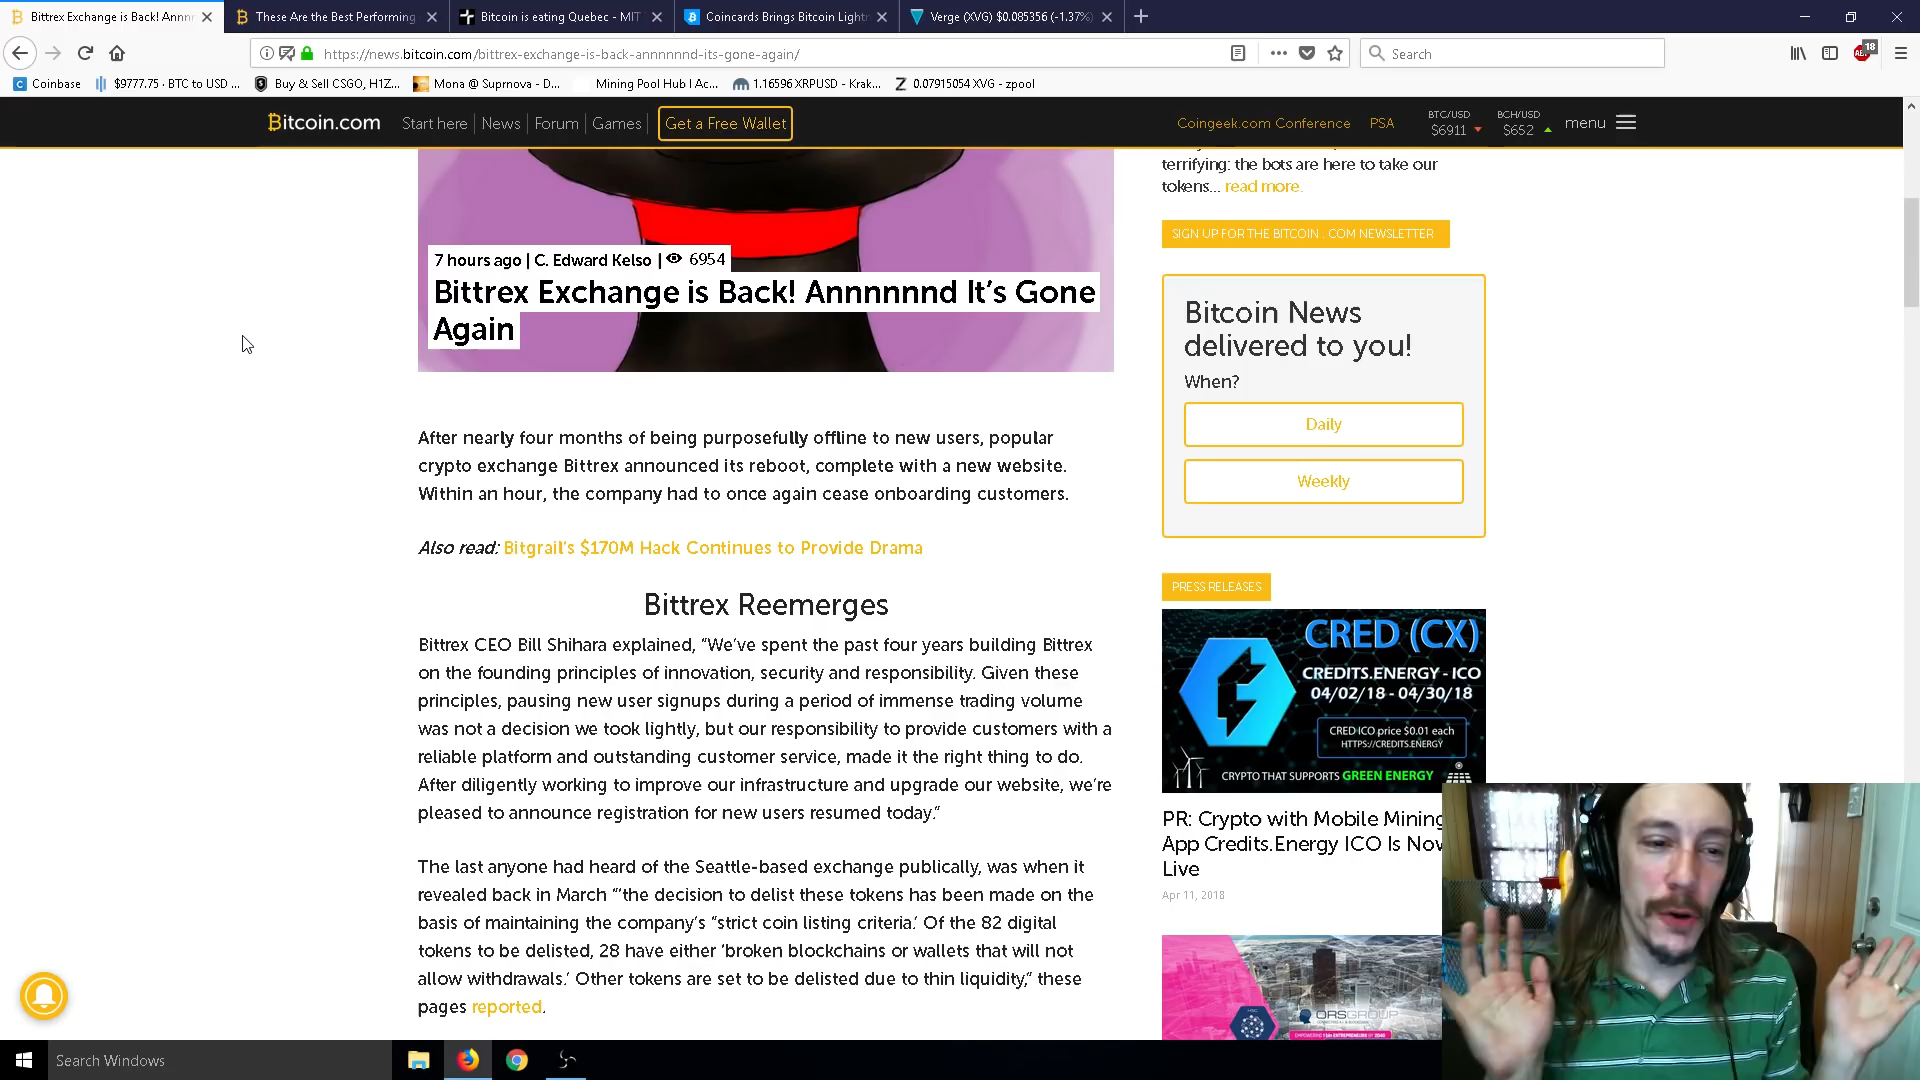 Bittrex Exchange is Back! Annnn
These Are the Best Performing
Bitcoin is eating Quebec - MIT
Coincards Brings Bitcoin Lightn
Verge (XVG) $0.085356 (-1.37%)
https://news.bitcoin.com/bittrex-exchange-is-back-annnnnnd-its-gone-again/
Search
18
Coinbase
$9777.75 · BTC to USD ...
Buy & Sell CSGO, H1Z...
Mona @ Suprnova - D...
Mining Pool Hub | Ac...
1.16596 XRPUSD - Krak...
0.07915054 XVG - zpool
Bitcoin.com
Start here
News
Forum
Games
Get a Free Wallet
Coingeek.com Conference
PSA
BTC/USD
$6911
BCH/USD
$652
menu
7 hours ago | C. Edward Kelso | 6954
Bittrex Exchange is Back! Annnnnnd It's Gone
Again
After nearly four months of being purposefully offline to new users, popular
crypto exchange Bittrex announced its reboot, complete with a new website.
Within an hour, the company had to once again cease onboarding customers.
Also read: Bitgrail's $170M Hack Continues to Provide Drama
Bittrex Reemerges
Bittrex CEO Bill Shihara explained, “We've spent the past four years building Bittrex
on the founding principles of innovation, security and responsibility. Given these
principles, pausing new user signups during a period of immense trading volume
was not a decision we took lightly, but our responsibility to provide customers with a
reliable platform and outstanding customer service, made it the right thing to do.
After diligently working to improve our infrastructure and upgrade our website, we're
pleased to announce registration for new users resumed today.”
The last anyone had heard of the Seattle-based exchange publically, was when it
revealed back in March “‘the decision to delist these tokens has been made on the
basis of maintaining the company's “strict coin listing criteria.’ Of the 82 digital
tokens to be delisted, 28 have either ‘broken blockchains or wallets that will not
allow withdrawals.’ Other tokens are set to be delisted due to thin liquidity,” these
pages reported.
terrifying: the bots are here to take our
tokens... read more.
SIGN UP FOR THE BITCOIN . COM NEWSLETTER
Bitcoin News
delivered to you!
When?
Daily
Weekly
PRESS RELEASES
CRED (CX)
CREDITS.ENERGY - ICO
04/02/18 - 04/30/18
CRED ICO price $0.01 each
HTTPS://CREDITS.ENERGY
CRYPTO THAT SUPPORTS GREEN ENERGY
PR: Crypto with Mobile Mining
App Credits.Energy ICO Is Now
Live
Apr 11, 2018
ORSGROUP
Search Windows